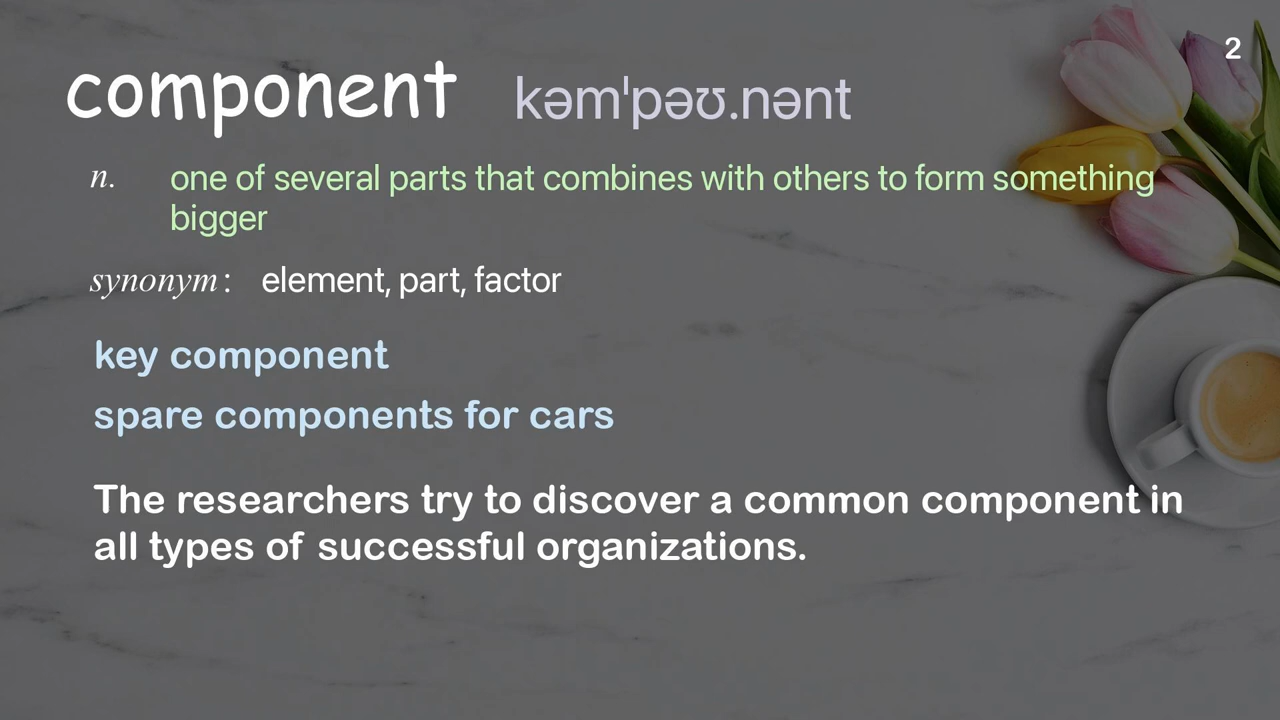 2
component kəmˈpəʊ.nənt
n. one of several parts that combines with others to form something
bigger
synonym: element, part, factor
key component
spare components for cars
The researchers try to discover a common component in
all types of successful organizations.